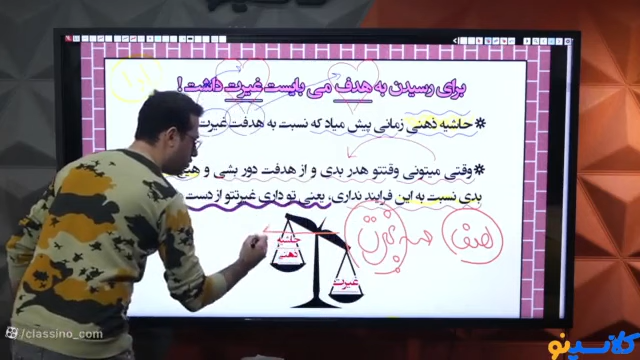 برای رسیدن به هدف می بایست غیرت داشت !
حاشیه ذهنی زمانی پیش میاد که نسبت به هدفت غیرت
وقتی میتونی وقتتو هدر بدی و از هدفت دور بشی و
بدی نسبت به این فرایند نداری، یعنی تو داری غیرتتو از دست
حاشیه
ذهنی
غیرت
/classino_com
کلاسینو